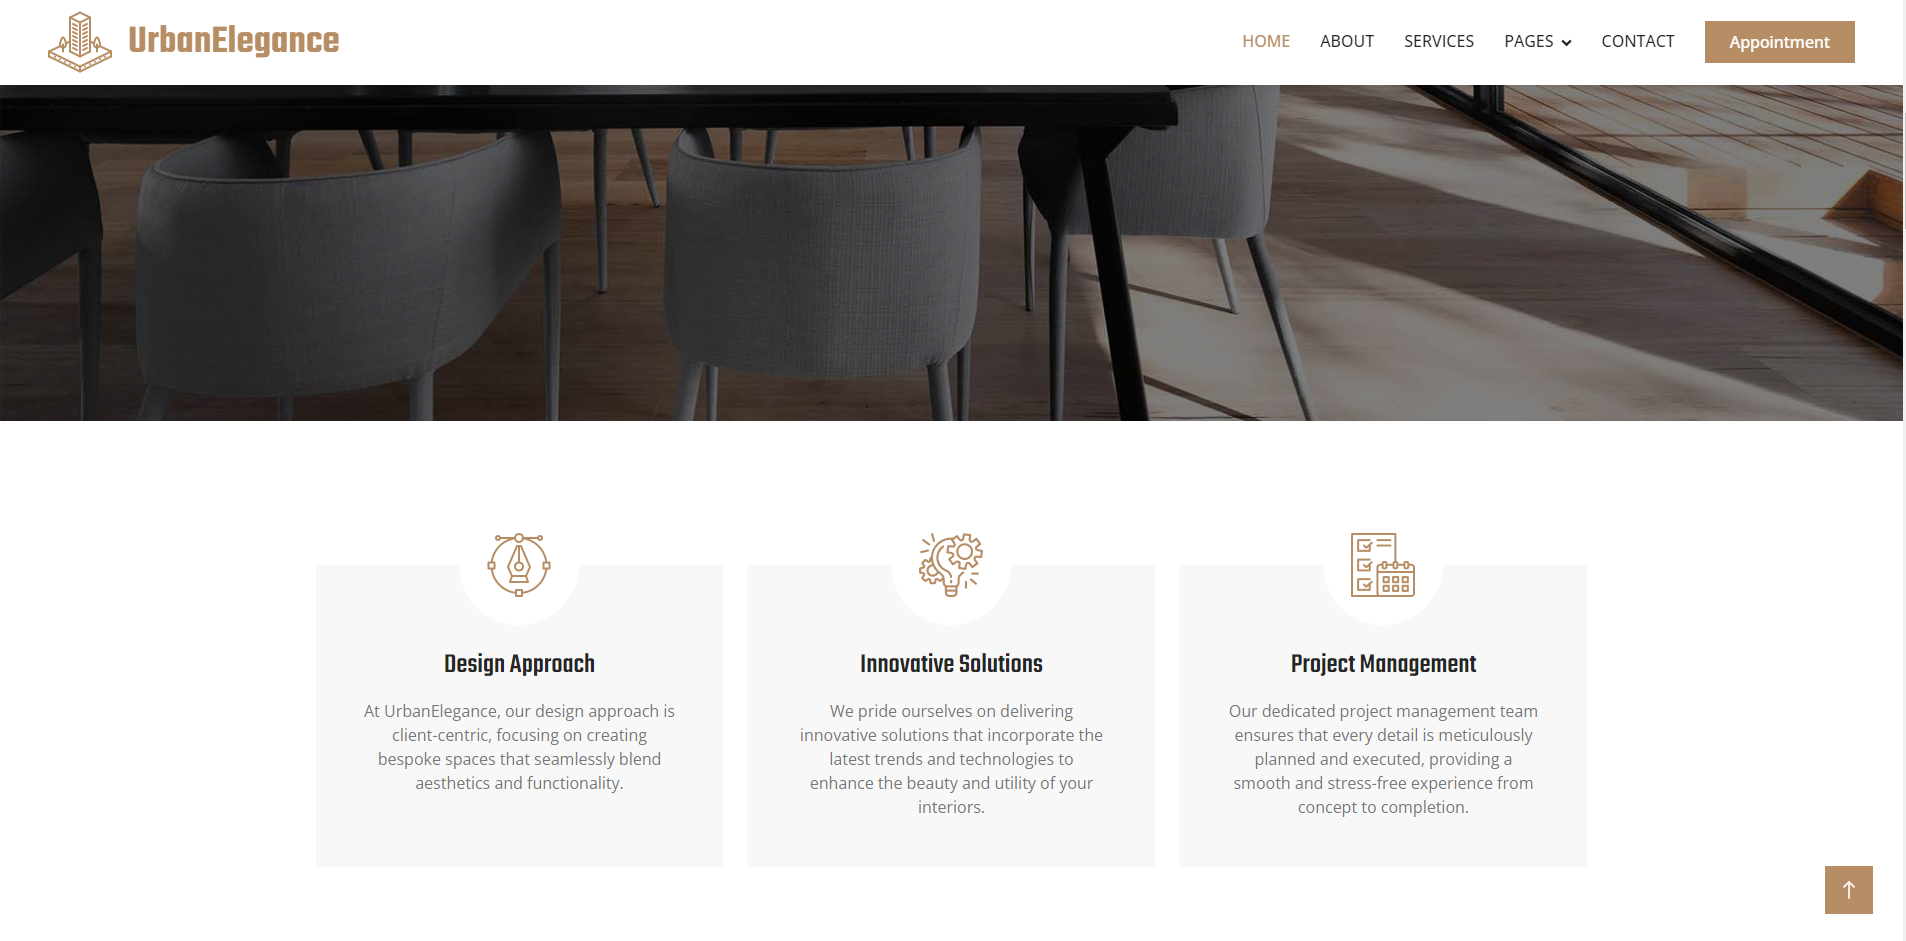 UrbanElegance
HOME ABOUT SERVICES PAGES CONTACT Appointment
Design Approach
At UrbanElegance, our design approach is
client-centric, focusing on creating
bespoke spaces that seamlessly blend
aesthetics and functionality.
Innovative Solutions
We pride ourselves on delivering
innovative solutions that incorporate the
latest trends and technologies to
enhance the beauty and utility of your
interiors.
Project Management
Our dedicated project management team
ensures that every detail is meticulously
planned and executed, providing a
smooth and stress-free experience from
concept to completion.